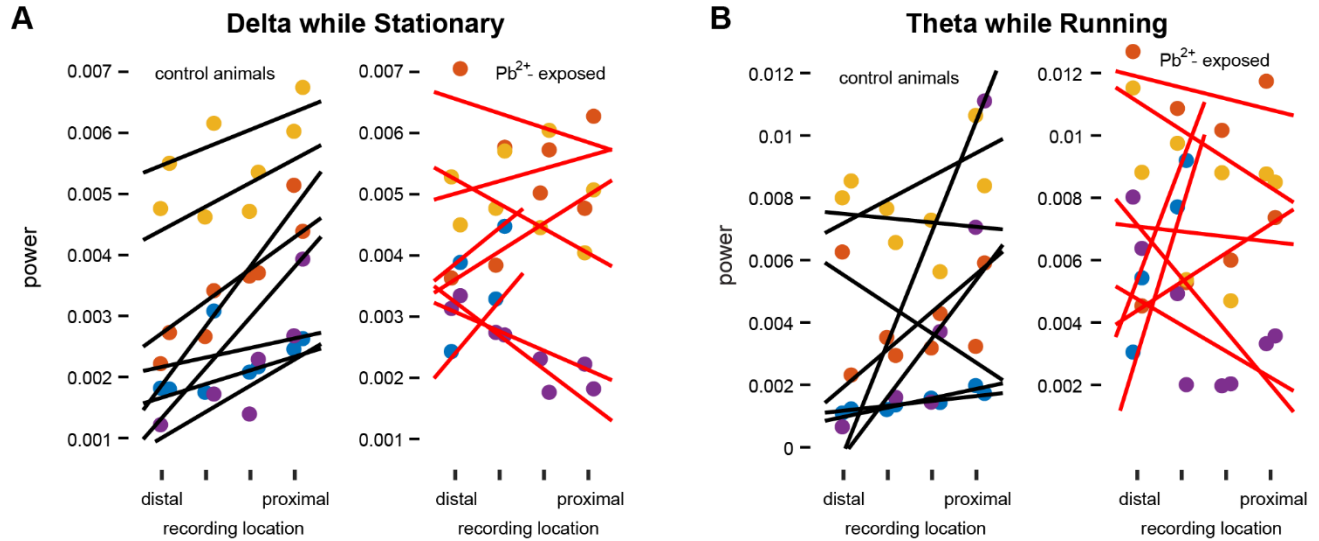 A
Delta while Stationary
control animals
power
0.007
0.006
0.005
0.004
0.003
0.002
0.001
distal
proximal
recording location
Pb2+- exposed
0.007
0.006
0.005
0.004
0.003
0.002
0.001
distal
proximal
recording location
B
Theta while Running
control animals
power
0.012
0.01
0.008
0.006
0.004
0.002
0
distal
proximal
recording location
Pb2+- exposed
0.012
0.01
0.008
0.006
0.004
0.002
distal
proximal
recording location